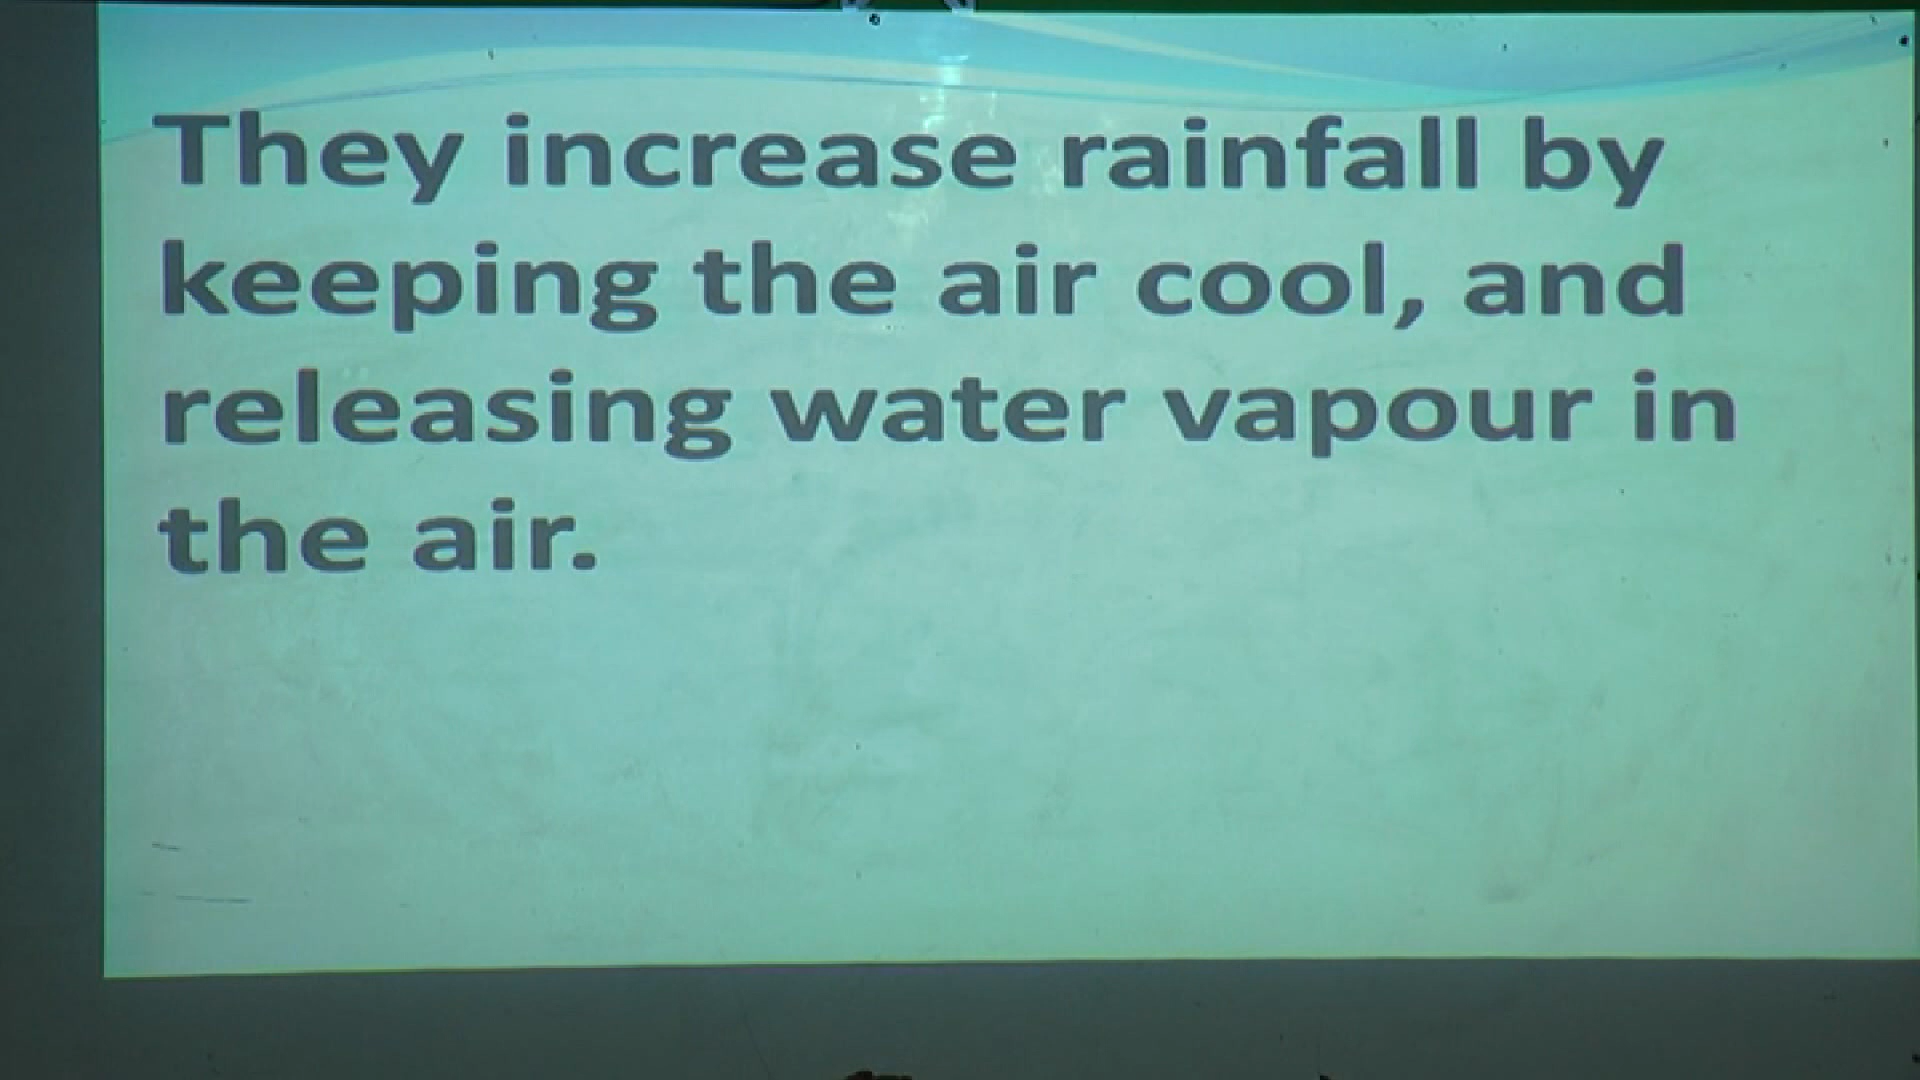 They increase rainfall by
keeping the air cool, and
releasing water vapour in
the air.